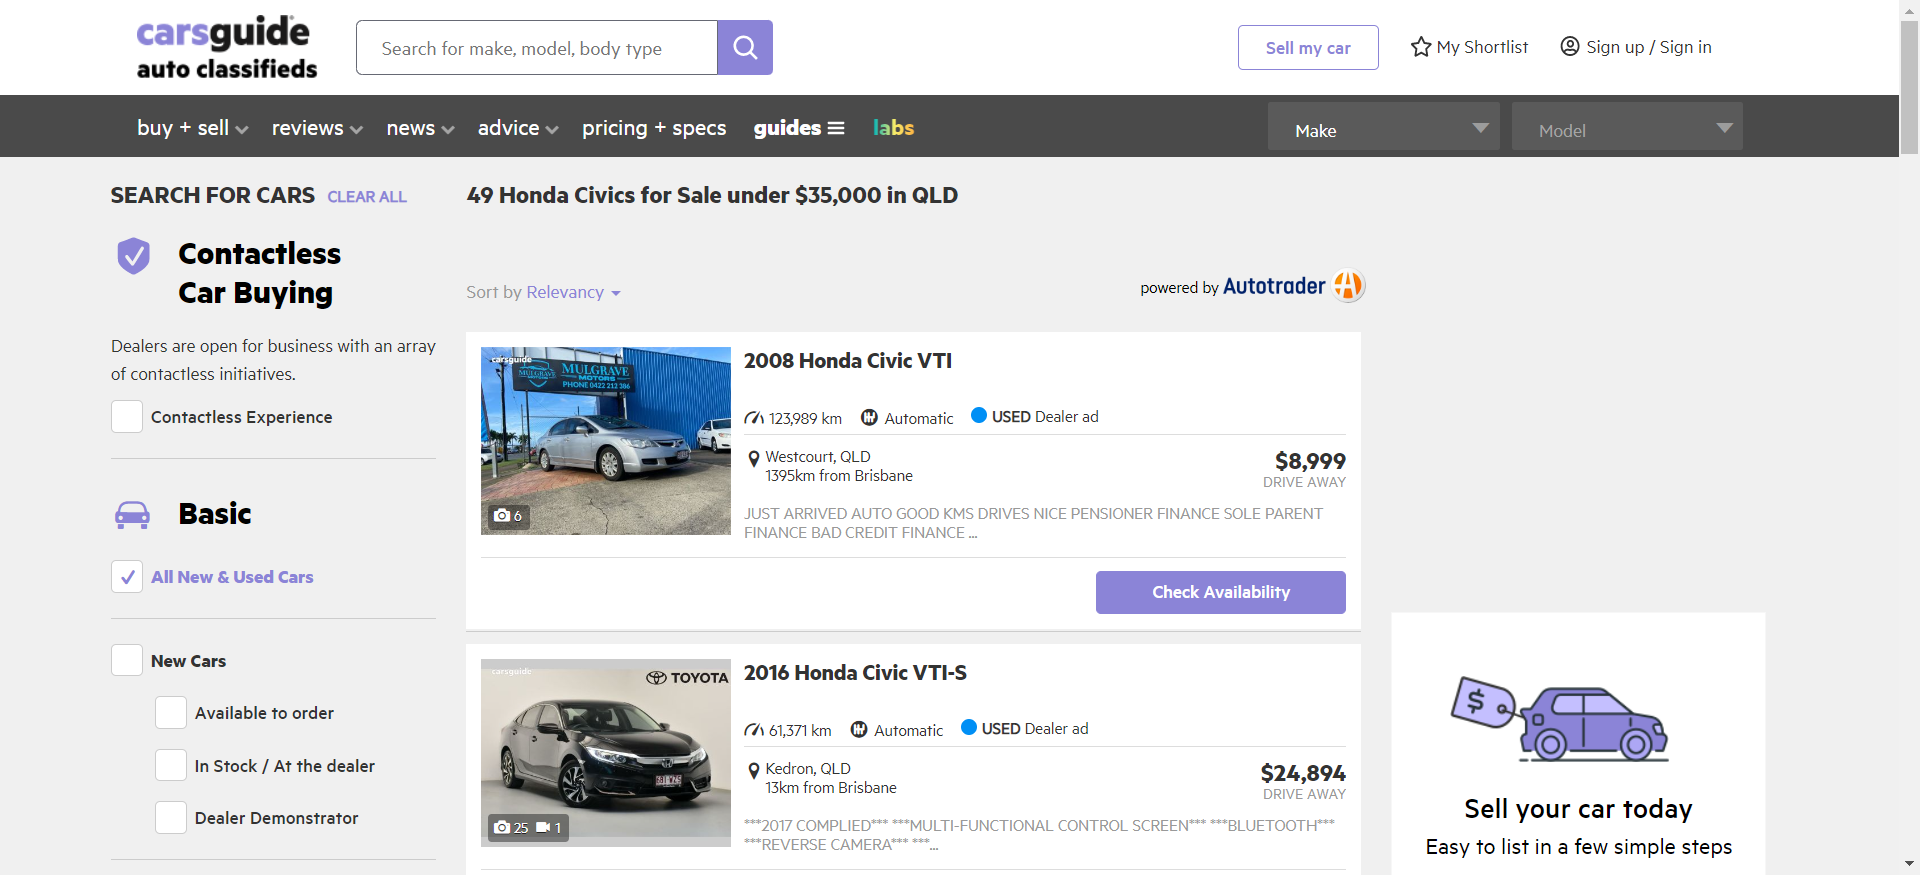 carsguide
auto classifieds
Search for make, model, body type
Sell my car
My Shortlist
Sign up / Sign in
buy + sell
reviews
news
advice
pricing + specs
guides
labs
Make
Model
SEARCH FOR CARS CLEAR ALL
49 Honda Civics for Sale under $35,000 in QLD
Contactless
Car Buying
Dealers are open for business with an array
of contactless initiatives.
Contactless Experience
Basic
All New & Used Cars
New Cars
Available to order
In Stock / At the dealer
Dealer Demonstrator
Sort by Relevancy
powered by Autotrader
carsguide
MULGRAVE
MULGRAVE
MOTORS
PHONE 0422 212 386
6
2008 Honda Civic VTI
123,989 km
Automatic
USED Dealer ad
Westcourt, QLD
1395km from Brisbane
$8,999
DRIVE AWAY
JUST ARRIVED AUTO GOOD KMS DRIVES NICE PENSIONER FINANCE SOLE PARENT
FINANCE BAD CREDIT FINANCE ...
Check Availability
carsguide
TOYOTA
25 1
2016 Honda Civic VTI-S
61,371 km
Automatic
USED Dealer ad
Kedron, QLD
13km from Brisbane
$24,894
DRIVE AWAY
***2017 COMPLIED*** ***MULTI-FUNCTIONAL CONTROL SCREEN*** ***BLUETOOTH***
***REVERSE CAMERA*** ***...
$
Sell your car today
Easy to list in a few simple steps